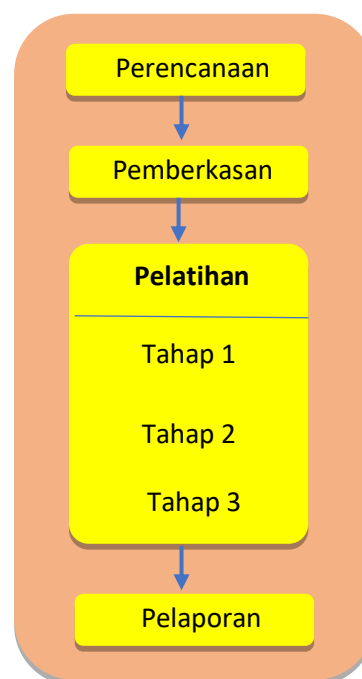 Perencanaan
Pemberkasan
Pelatihan
Tahap 1
Tahap 2
Tahap 3
Pelaporan